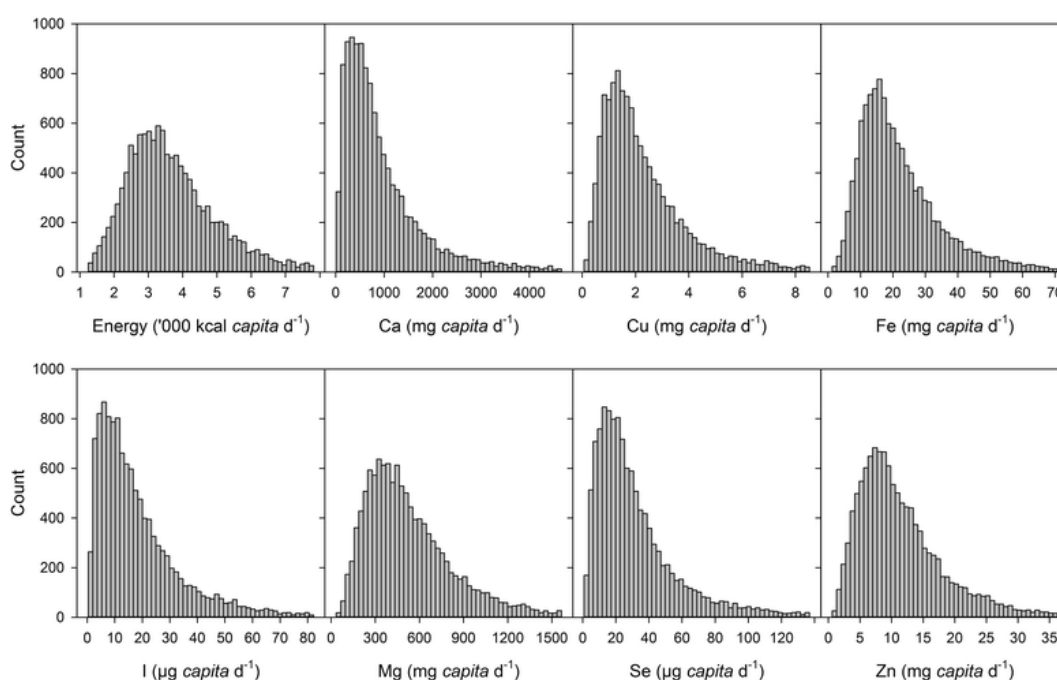 1000
800
600
400
200
0
Count
1 2 3 4 5 6 7
0 1000 2000 3000 4000
0 2 4 6 8
0 10 20 30 40 50 60 70
Energy ('000 kcal capita d⁻¹)
Ca (mg capita d⁻¹)
Cu (mg capita d⁻¹)
Fe (mg capita d⁻¹)
1000
800
600
400
200
0
Count
0 10 20 30 40 50 60 70 80
300 600 900 1200 1500
0 20 40 60 80 100 120
0 5 10 15 20 25 30 35
I (µg capita d⁻¹)
Mg (mg capita d⁻¹)
Se (µg capita d⁻¹)
Zn (mg capita d⁻¹)